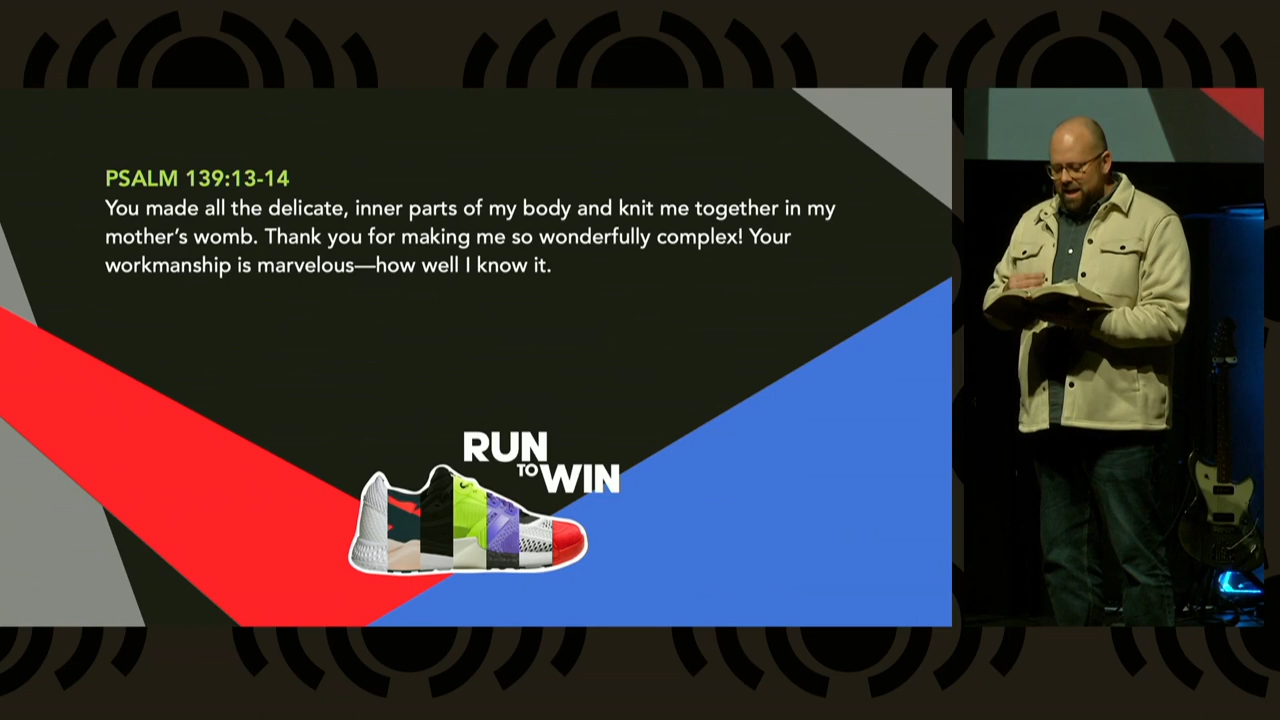 PSALM 139:13-14
You made all the delicate, inner parts of my body and knit me together in my
mother’s womb. Thank you for making me so wonderfully complex! Your
workmanship is marvelous—how well I know it.
RUN
TO WIN